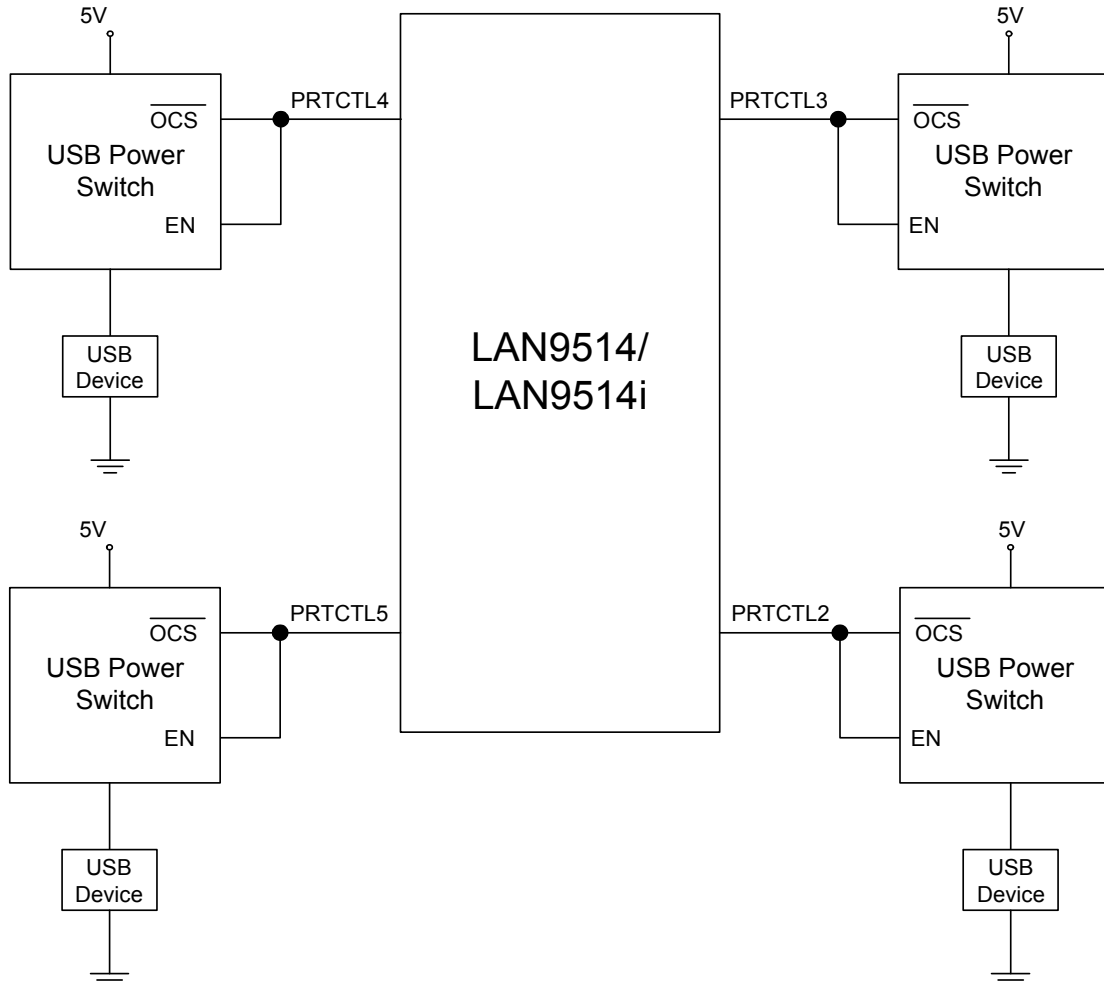 5V
OCS
USB Power
Switch
EN
PRTCTL4
USB
Device
LAN9514/
LAN9514i
5V
PRTCTL3
OCS
USB Power
Switch
EN
USB
Device
5V
OCS
USB Power
Switch
EN
PRTCTL5
USB
Device
5V
PRTCTL2
OCS
USB Power
Switch
EN
USB
Device